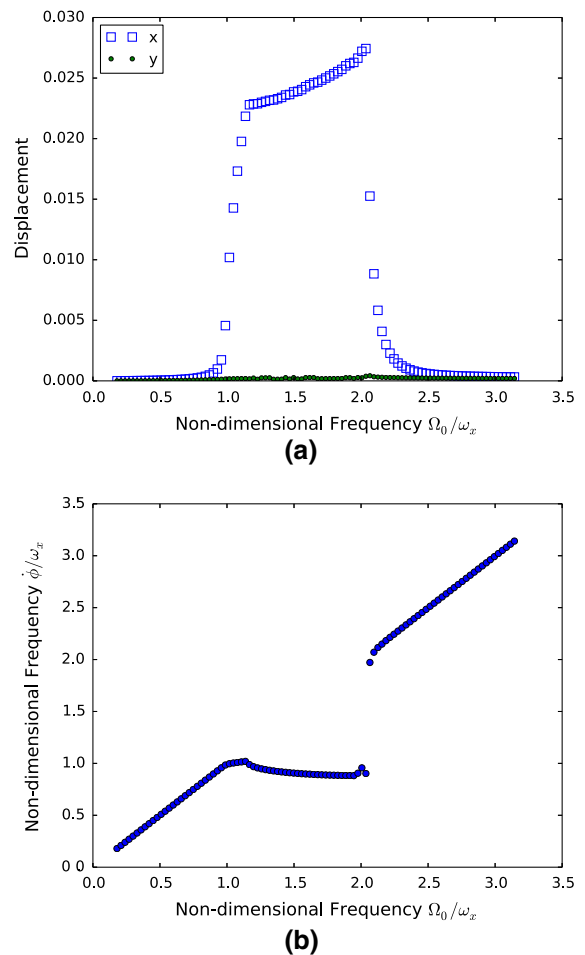 x
y
0.030
0.025
0.020
0.015
0.010
0.005
0.000
Displacement
0.0 0.5 1.0 1.5 2.0 2.5 3.0 3.5
Non-dimensional Frequency Ω₀/ωₓ
(a)
3.5
3.0
2.5
2.0
1.5
1.0
0.5
0 0
Non-dimensional Frequency ϕ̇/ωₓ
0.0 0.5 1.0 1.5 2.0 2.5 3.0 3.5
Non-dimensional Frequency Ω₀/ωₓ
(b)